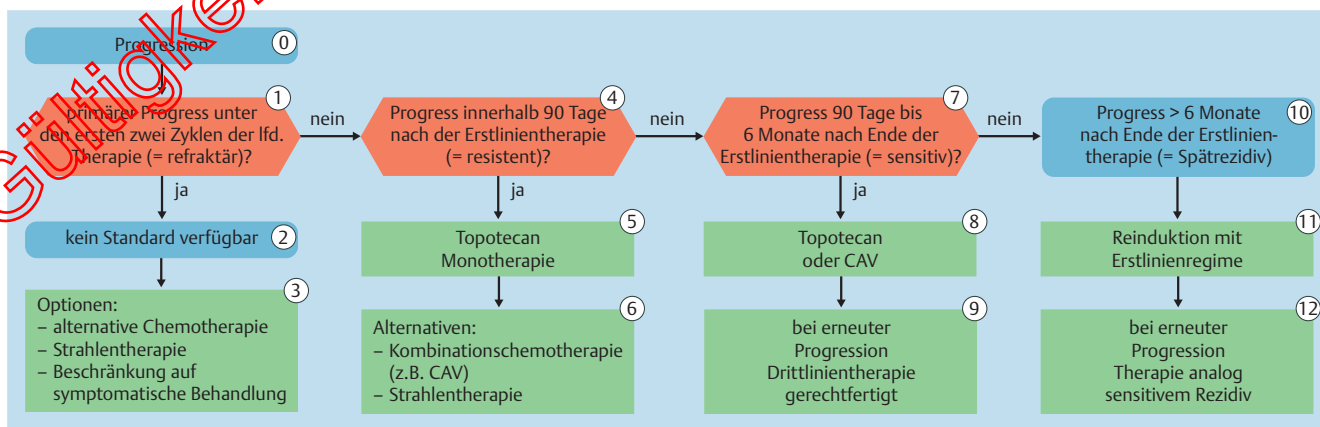 Gültigke
Progression
0
1
primärer Progress unter
den ersten zwei Zyklen der lfd.
Therapie (= refraktär)?
nein
ja
2
kein Standard verfügbar
3
Optionen:
– alternative Chemotherapie
– Strahlentherapie
– Beschränkung auf
symptomatische Behandlung
4
Progress innerhalb 90 Tage
nach der Erstlinientherapie
(= resistent)?
nein
ja
5
Topotecan
Monotherapie
6
Alternativen:
– Kombinationschemotherapie
(z.B. CAV)
– Strahlentherapie
7
Progress 90 Tage bis
6 Monate nach Ende der
Erstlinientherapie (= sensitiv)?
nein
ja
8
Topotecan
oder CAV
9
bei erneuter
Progression
Drittlinientherapie
gerechtfertigt
10
Progress > 6 Monate
nach Ende der Erstlinien-
therapie (= Spätrezidiv)
11
Reinduktion mit
Erstlinienregime
12
bei erneuter
Progression
Therapie analog
sensitivem Rezidiv